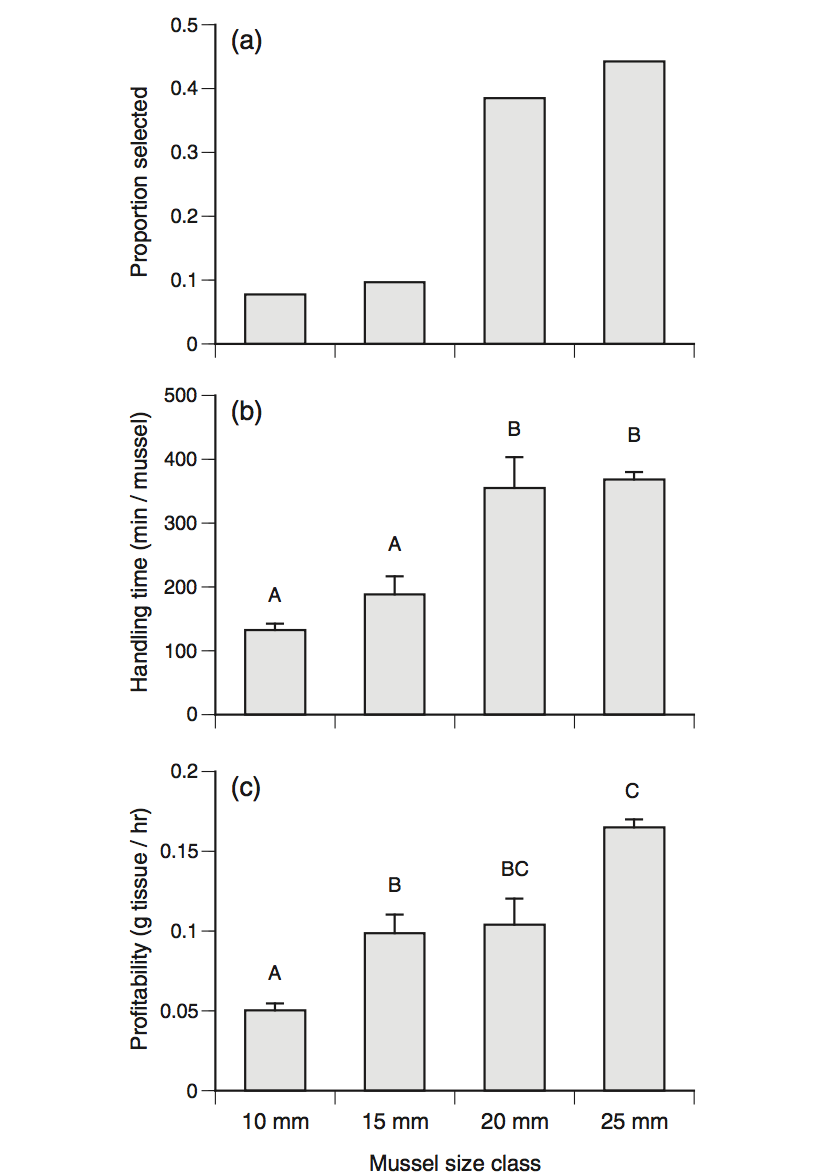 (a)
Proportion selected
0.5
0.4
0.3
0.2
0.1
0
(b)
Handling time (min / mussel)
500
400
300
200
100
0
A
A
B
B
(c)
Profitability (g tissue / hr)
0.2
0.15
0.1
0.05
0
A
B
BC
C
10 mm 15 mm 20 mm 25 mm
Mussel size class